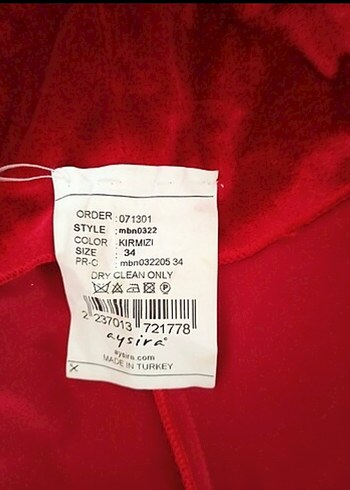 ORDER : 071301
STYLE : mbn0322
COLOR : KIRMIZI
SIZE : 34
PR-C : mbn032205 34
DRY CLEAN ONLY
2 237013 721778
aysira
aysira.com
MADE IN TURKEY